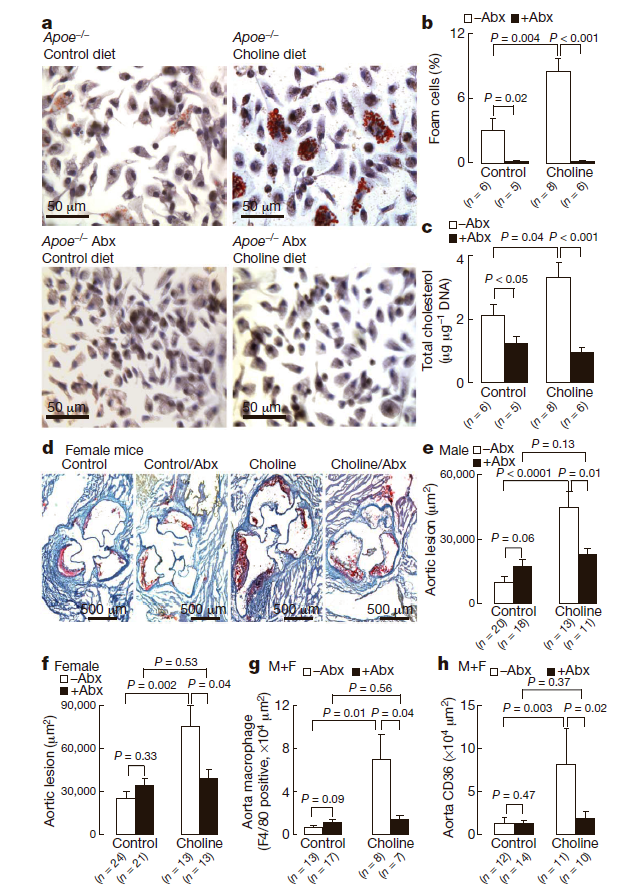 a
Apoe–/–
Control diet
Apoe–/–
Choline diet
50 μm
50 μm
Apoe–/– Abx
Control diet
Apoe–/– Abx
Choline diet
50 μm
50 μm
b
–Abx +Abx
P = 0.004 P < 0.001
P = 0.02
Foam cells (%)
12
6
0
Control
Choline
(n = 6)
(n = 5)
(n = 8)
(n = 6)
c
–Abx
+Abx
P = 0.04 P < 0.001
P < 0.05
Total cholesterol
(μg μg–1 DNA)
4
2
0
Control
Choline
(n = 6)
(n = 5)
(n = 8)
(n = 6)
d Female mice
Control
Control/Abx
Choline
Choline/Abx
500 μm
500 μm
500 μm
500 μm
e Male –Abx
+Abx
P = 0.13
P < 0.0001 P = 0.01
P = 0.06
Aortic lesion (μm2)
60,000
30,000
0
Control
Choline
(n = 20)
(n = 18)
(n = 13)
(n = 11)
f Female
–Abx
+Abx
P = 0.53
P = 0.002 P = 0.04
P = 0.33
Aortic lesion (μm2)
90,000
60,000
30,000
0
Control
Choline
(n = 24)
(n = 21)
(n = 13)
(n = 13)
g M+F –Abx +Abx
P = 0.56
P = 0.01 P = 0.04
P = 0.09
Aorta macrophage
(F4/80 positive, ×104 μm2)
12
8
4
0
Control
Choline
(n = 13)
(n = 17)
(n = 8)
(n = 7)
h M+F –Abx +Abx
P = 0.37
P = 0.003 P = 0.02
P = 0.47
Aorta CD36 (×104 μm2)
15
10
5
0
Control
Choline
(n = 12)
(n = 14)
(n = 11)
(n = 10)